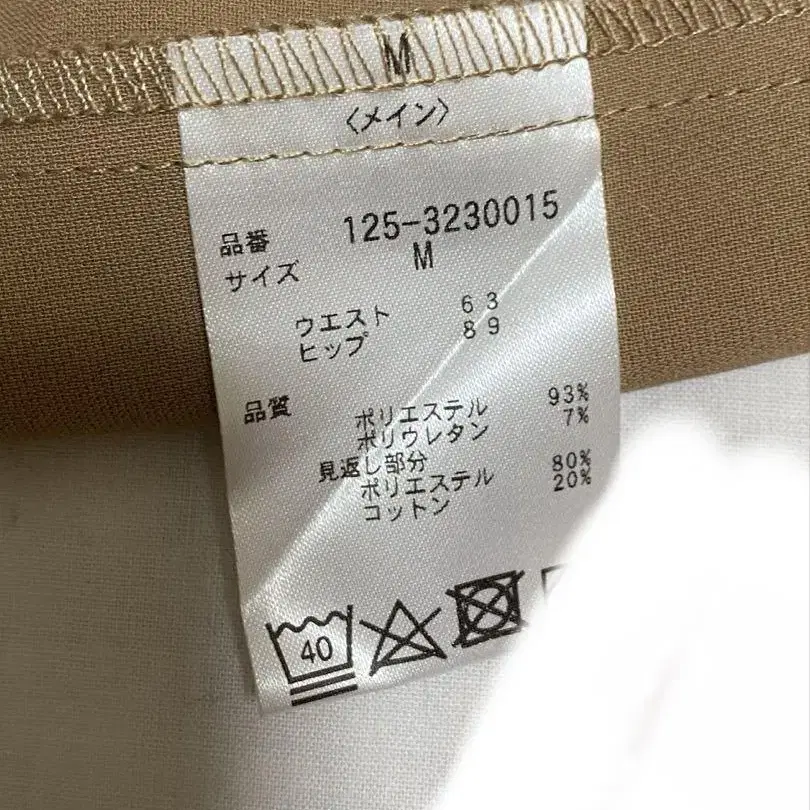 M
〈メイン〉
品番 125-3230015
サイズ M
ウエスト 63
ヒップ 89
品質 ポリエステル 93%
ポリウレタン 7%
見返し部分
ポリエステル 80%
コットン 20%
40